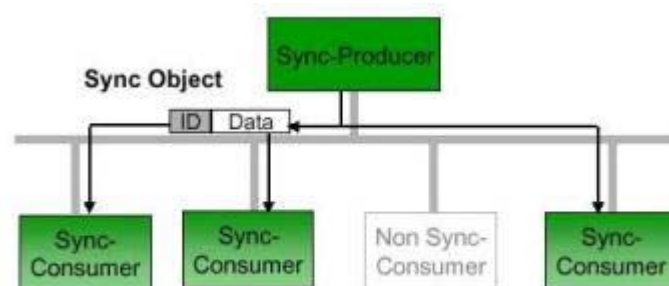 Sync-Producer
Sync Object
ID Data
Sync-
Consumer
Sync-
Consumer
Non Sync-
Consumer
Sync-
Consumer